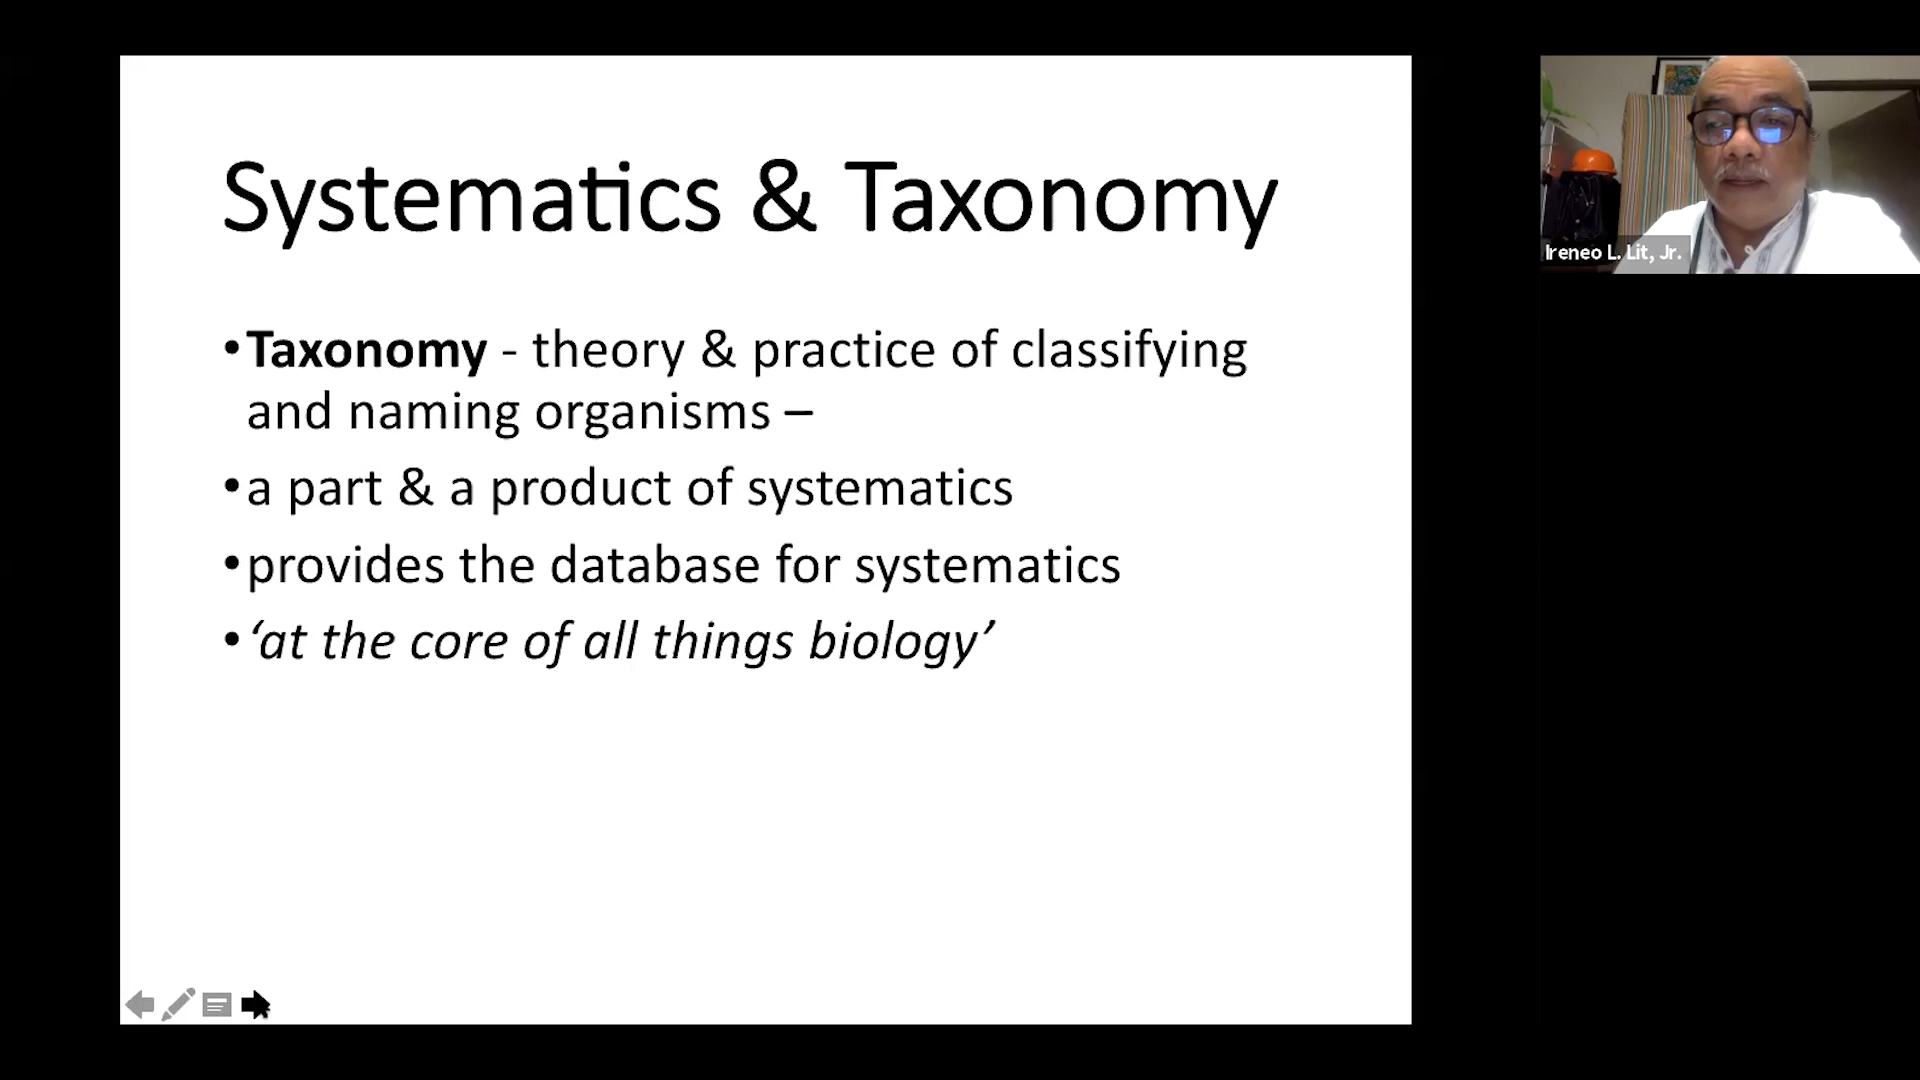 Systematics & Taxonomy
•Taxonomy - theory & practice of classifying
and naming organisms –
•a part & a product of systematics
•provides the database for systematics
•‘at the core of all things biology’
Ireneo L. Lit, Jr.